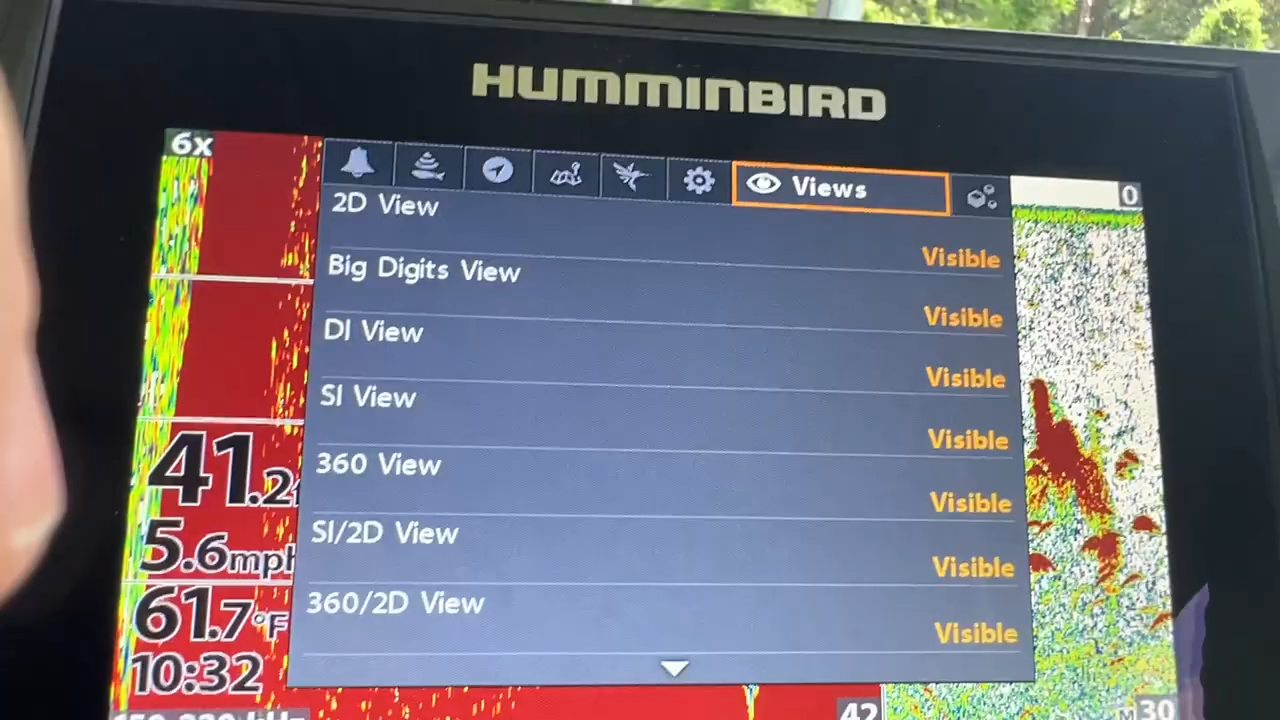 HUMMINBIRD
6x
Views
0
2D View
Visible
Big Digits View
Visible
DI View
Visible
SI View
Visible
360 View
Visible
SI/2D View
Visible
360/2D View
Visible
41.2f
5.6mph
61.7°F
10:32
42
30